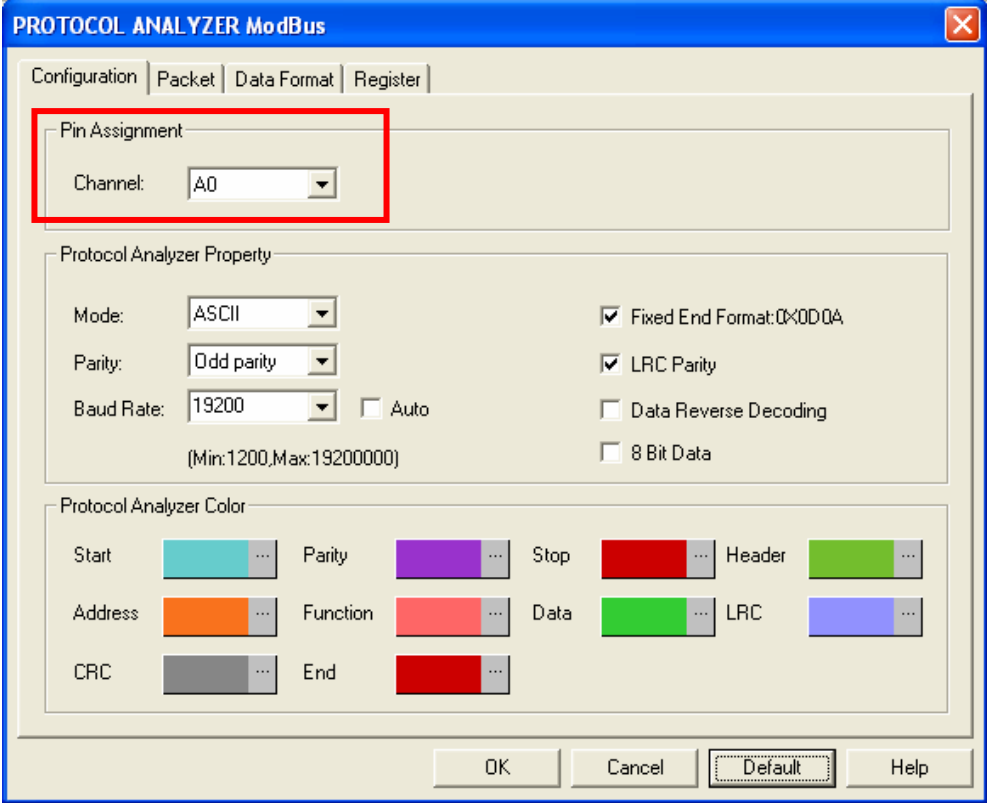 PROTOCOL ANALYZER ModBus
Configuration Packet Data Format Register
Pin Assignment
Channel: A0
Protocol Analyzer Property
Mode: ASCII Fixed End Format:0X0D0A
Parity: Odd parity LRC Parity
Baud Rate: 19200 Auto Data Reverse Decoding
(Min:1200,Max:19200000) 8 Bit Data
Protocol Analyzer Color
Start ... Parity ... Stop ... Header ...
Address ... Function ... Data ... LRC ...
CRC ... End ...
OK Cancel Default Help